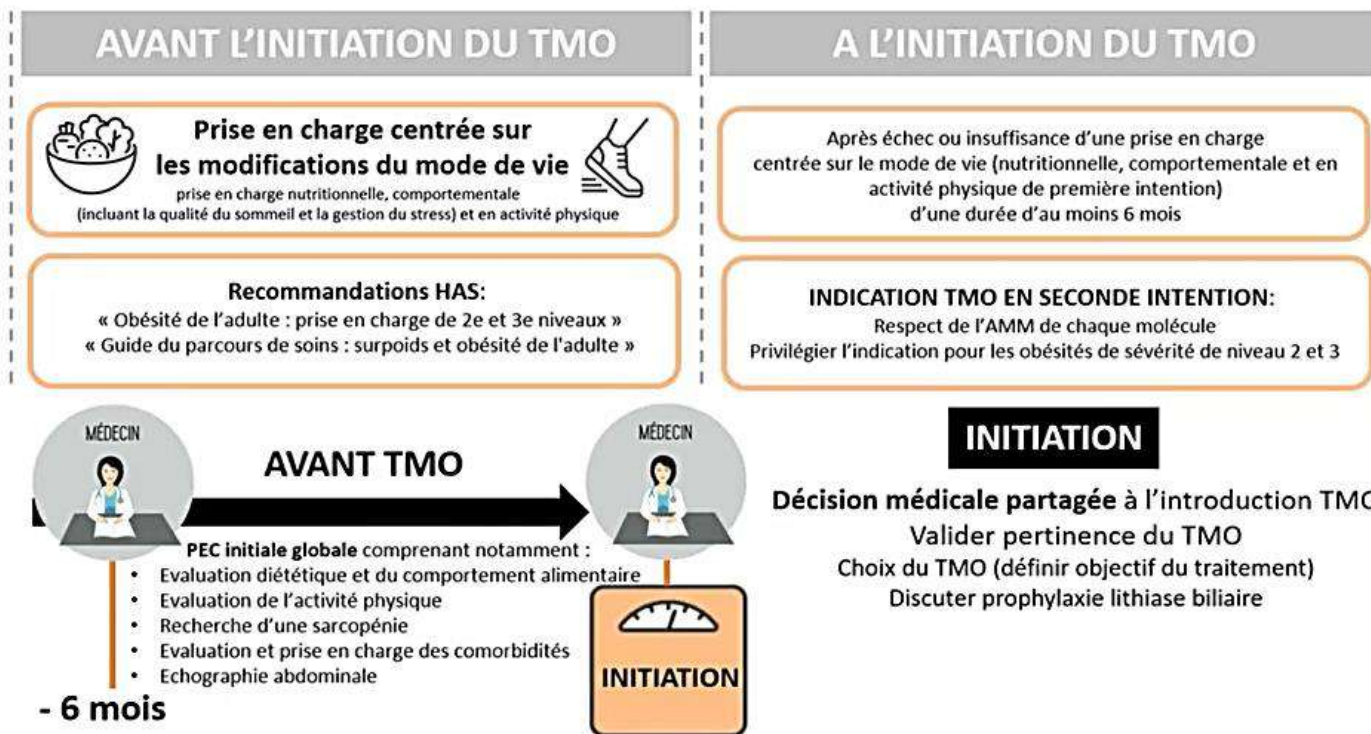 AVANT L'INITIATION DU TMO
Prise en charge centrée sur
les modifications du mode de vie
prise en charge nutritionnelle, comportementale
(incluant la qualité du sommeil et la gestion du stress) et en activité physique
Recommandations HAS:
« Obésité de l'adulte : prise en charge de 2e et 3e niveaux »
« Guide du parcours de soins : surpoids et obésité de l'adulte »
A L'INITIATION DU TMO
Après échec ou insuffisance d'une prise en charge
centrée sur le mode de vie (nutritionnelle, comportementale et en
activité physique de première intention)
d'une durée d'au moins 6 mois
INDICATION TMO EN SECONDE INTENTION:
Respect de l'AMM de chaque molécule
Privilégier l'indication pour les obésités de sévérité de niveau 2 et 3
MÉDECIN
AVANT TMO
MÉDECIN
PEC initiale globale comprenant notamment :
• Evaluation diététique et du comportement alimentaire
• Evaluation de l'activité physique
• Recherche d'une sarcopénie
• Evaluation et prise en charge des comorbidités
• Echographie abdominale
- 6 mois
INITIATION
INITIATION
Décision médicale partagée à l'introduction TMO
Valider pertinence du TMO
Choix du TMO (définir objectif du traitement)
Discuter prophylaxie lithiase biliaire